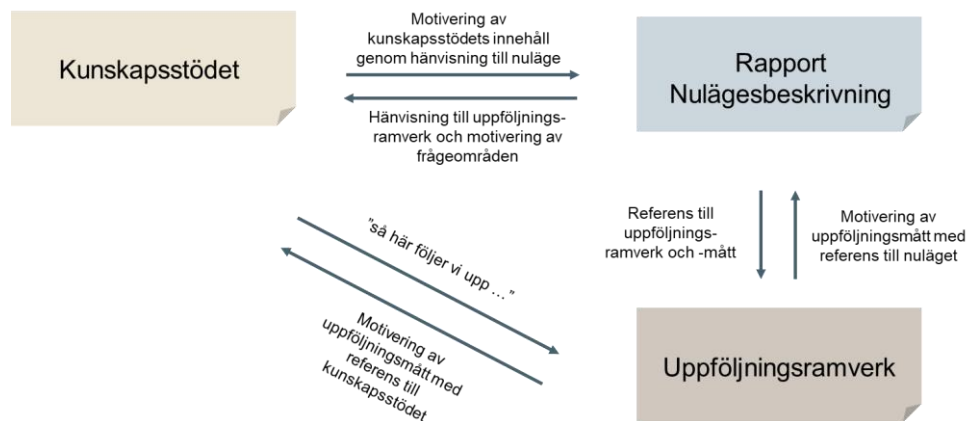 Kunskapsstödet
Motivering av
kunskapsstödets innehåll
genom hänvisning till nuläge
Hänvisning till uppföljnings-
ramverk och motivering av
frågeområden
Rapport
Nulägesbeskrivning
Referens till
uppföljnings-
ramverk och -mått
Motivering av
uppföljningsmått med
referens till nuläget
"så här följer vi upp …"
Motivering av
uppföljningsmått med
referens till
kunskapsstödet
Uppföljningsramverk